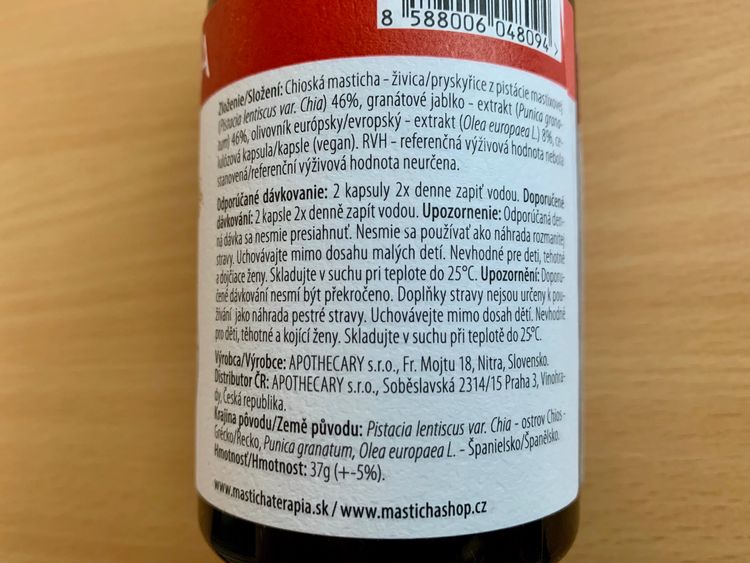 8 588006 048094
Zloženie/Složení: Chioská masticha - živica/pryskyřice z pistácie mastixovej
(Pistacia lentiscus var. Chia) 46%, granátové jablko - extrakt (Punica grana-
tum) 46%, olivovník európsky/evropský - extrakt (Olea europaea L.) 8%, ce-
lulózová kapsula/kapsle (vegan). RVH - referenčná výživová hodnota nebola
stanovená/referenční výživová hodnota neurčena.
Odporúčané dávkovanie: 2 kapsuly 2x denne zapiť vodou. Doporučené
dávkování: 2 kapsle 2x denně zapít vodou. Upozornenie: Odporúčaná den-
ná dávka sa nesmie presiahnuť. Nesmie sa používať ako náhrada rozmanitej
stravy. Uchovávajte mimo dosahu malých detí. Nevhodné pre deti, tehotné
a dojčiace ženy. Skladujte v suchu pri teplote do 25°C. Upozornění: Doporu-
čené dávkování nesmí být překročeno. Doplňky stravy nejsou určeny k pou-
žívání jako náhrada pestré stravy. Uchovávejte mimo dosah dětí. Nevhodné
pro děti, těhotné a kojící ženy. Skladujte v suchu při teplotě do 25°C.
Výrobca/Výrobce: APOTHECARY s.r.o., Fr. Mojtu 18, Nitra, Slovensko.
Distributor ČR: APOTHECARY s.r.o., Soběslavská 2314/15 Praha 3, Vinohra-
dy, Česká republika.
Krajina pôvodu/Země původu: Pistacia lentiscus var. Chia - ostrov Chios -
Grécko/Řecko, Punica granatum, Olea europaea L. - Španielsko/Španělsko.
Hmotnosť/Hmotnost: 37g (+-5%).
www.mastichaterapia.sk / www.mastichashop.cz